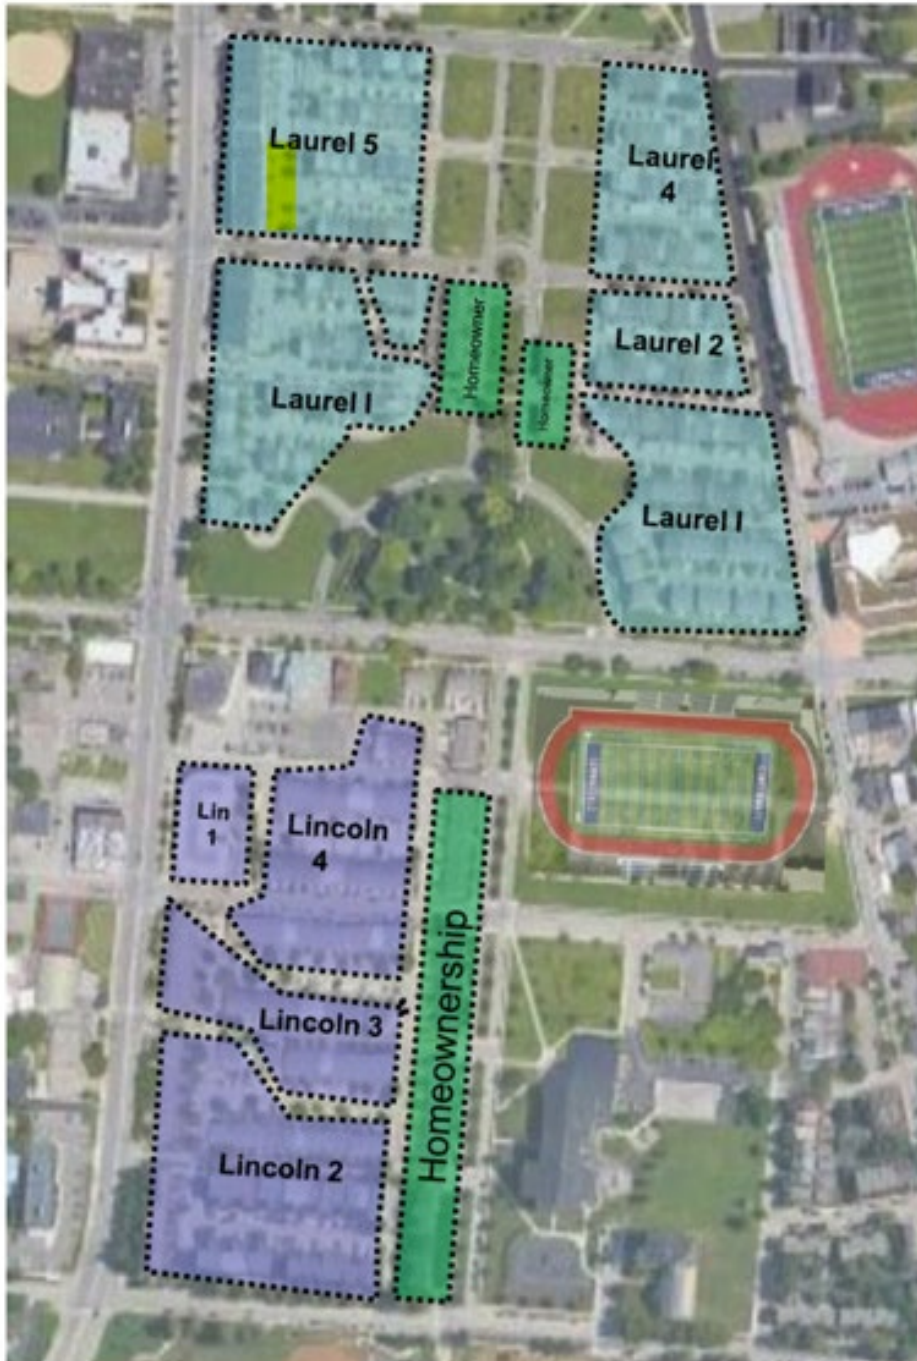 Laurel 5
Laurel
4
Homeowner
Laurel 2
Homeowner
Laurel I
Laurel I
Lin
1
Lincoln
4
Homeownership
Lincoln 3
Lincoln 2